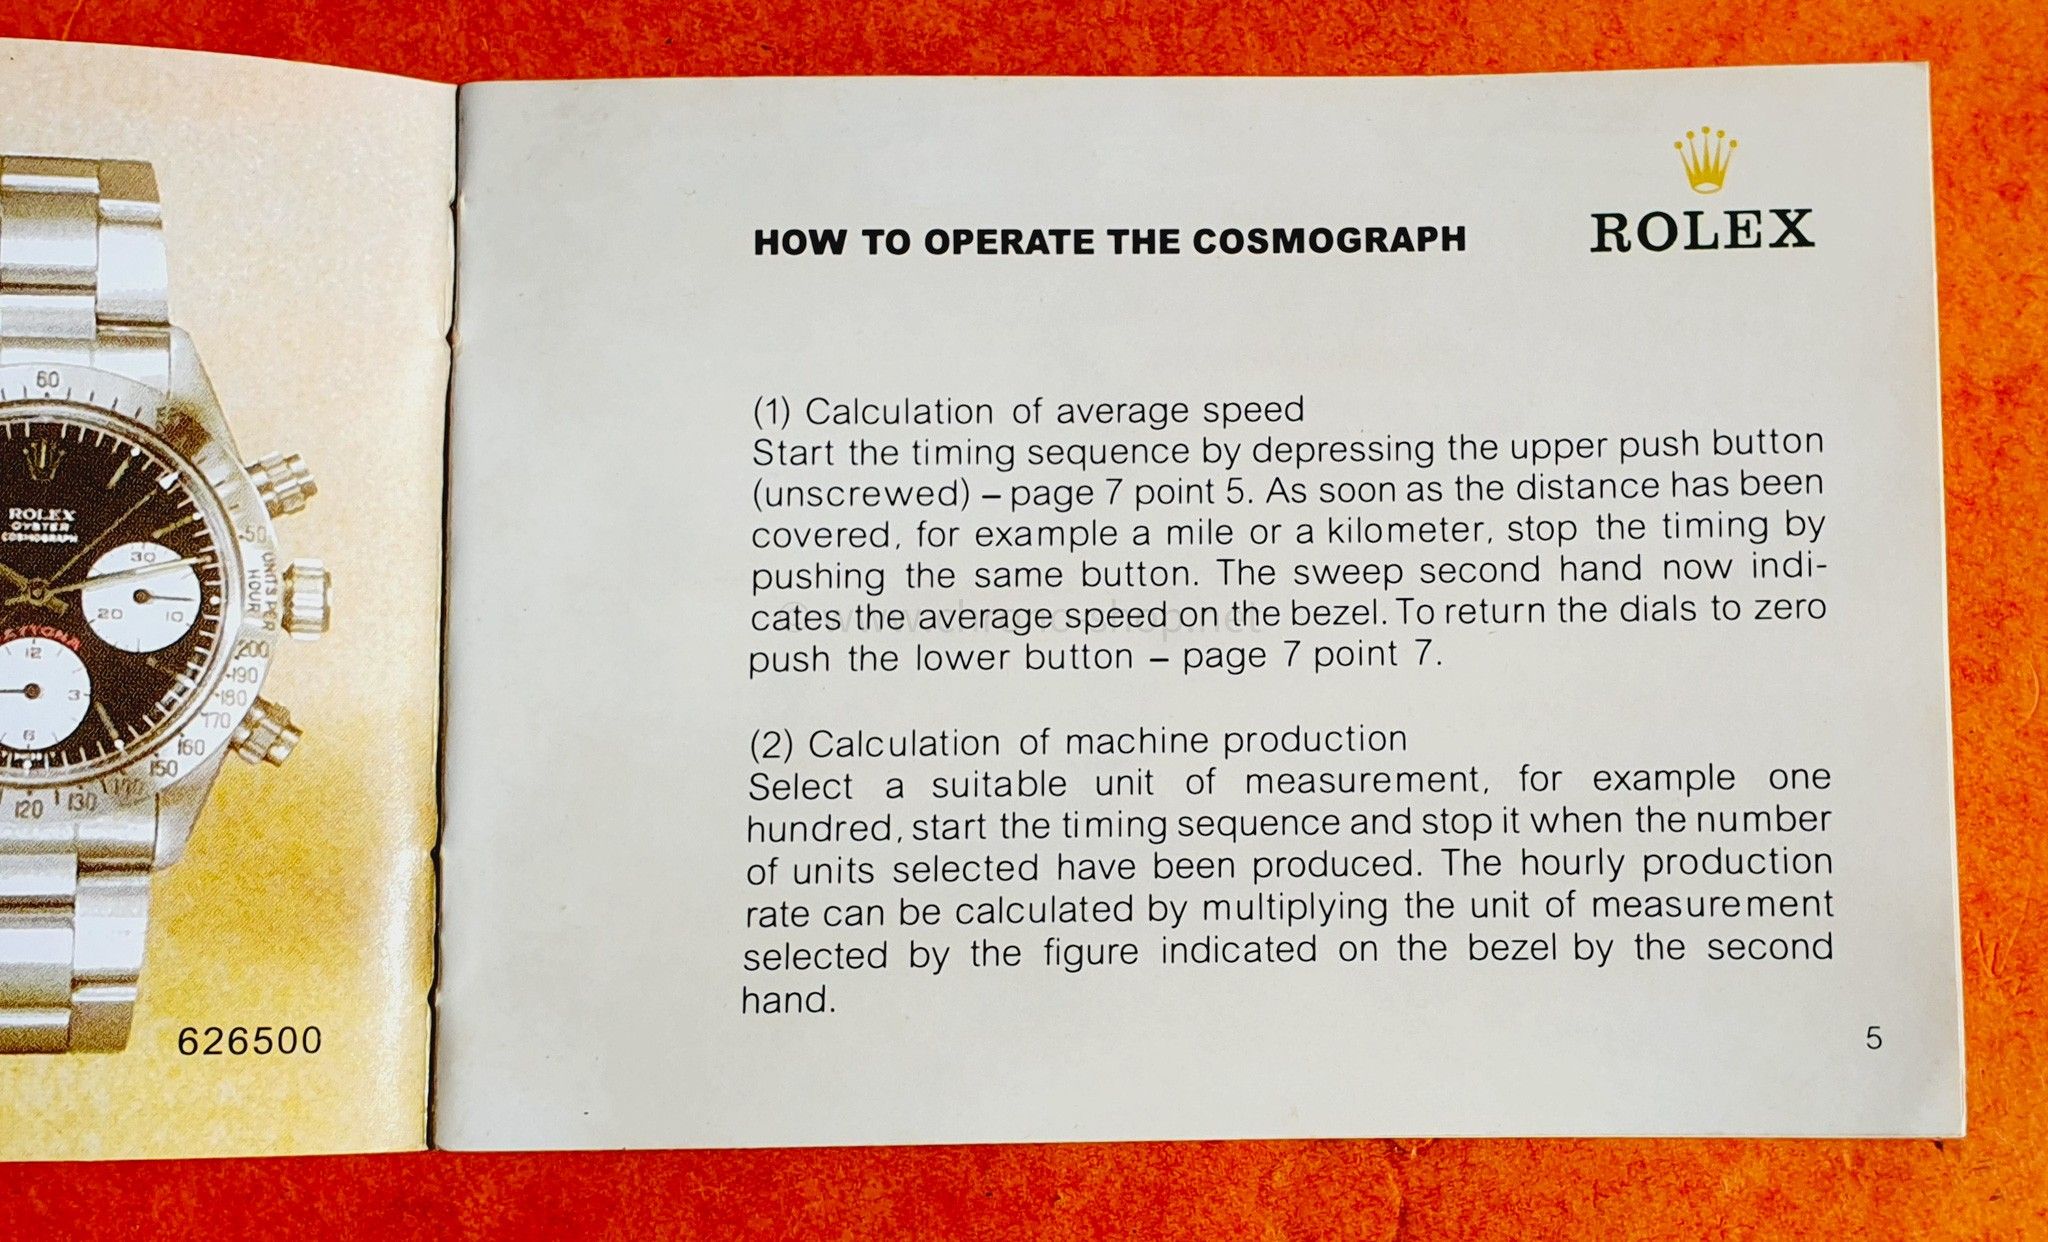 60
ROLEX
OYSTER
COSMOGRAPH
50
UNITS PER
HOUR
30
20
10
12
3
6
200
190
180
170
160
150
140
130
120
626500
ROLEX
HOW TO OPERATE THE COSMOGRAPH
(1) Calculation of average speed
Start the timing sequence by depressing the upper push button
(unscrewed) – page 7 point 5. As soon as the distance has been
covered, for example a mile or a kilometer, stop the timing by
pushing the same button. The sweep second hand now indi-
cates the average speed on the bezel. To return the dials to zero
push the lower button – page 7 point 7.
(2) Calculation of machine production
Select a suitable unit of measurement, for example one
hundred, start the timing sequence and stop it when the number
of units selected have been produced. The hourly production
rate can be calculated by multiplying the unit of measurement
selected by the figure indicated on the bezel by the second
hand.
5